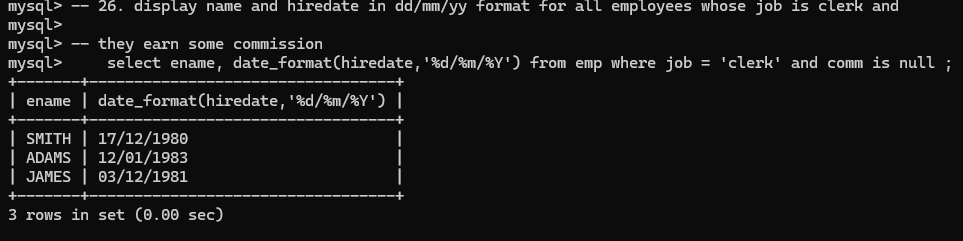 mysql> -- 26. display name and hiredate in dd/mm/yy format for all employees whose job is clerk and
mysql>
mysql> -- they earn some commission
mysql>     select ename, date_format(hiredate,'%d/%m/%Y') from emp where job = 'clerk' and comm is null ;
+-------+----------------------------------+
| ename | date_format(hiredate,'%d/%m/%Y') |
+-------+----------------------------------+
| SMITH | 17/12/1980                       |
| ADAMS | 12/01/1983                       |
| JAMES | 03/12/1981                       |
+-------+----------------------------------+
3 rows in set (0.00 sec)